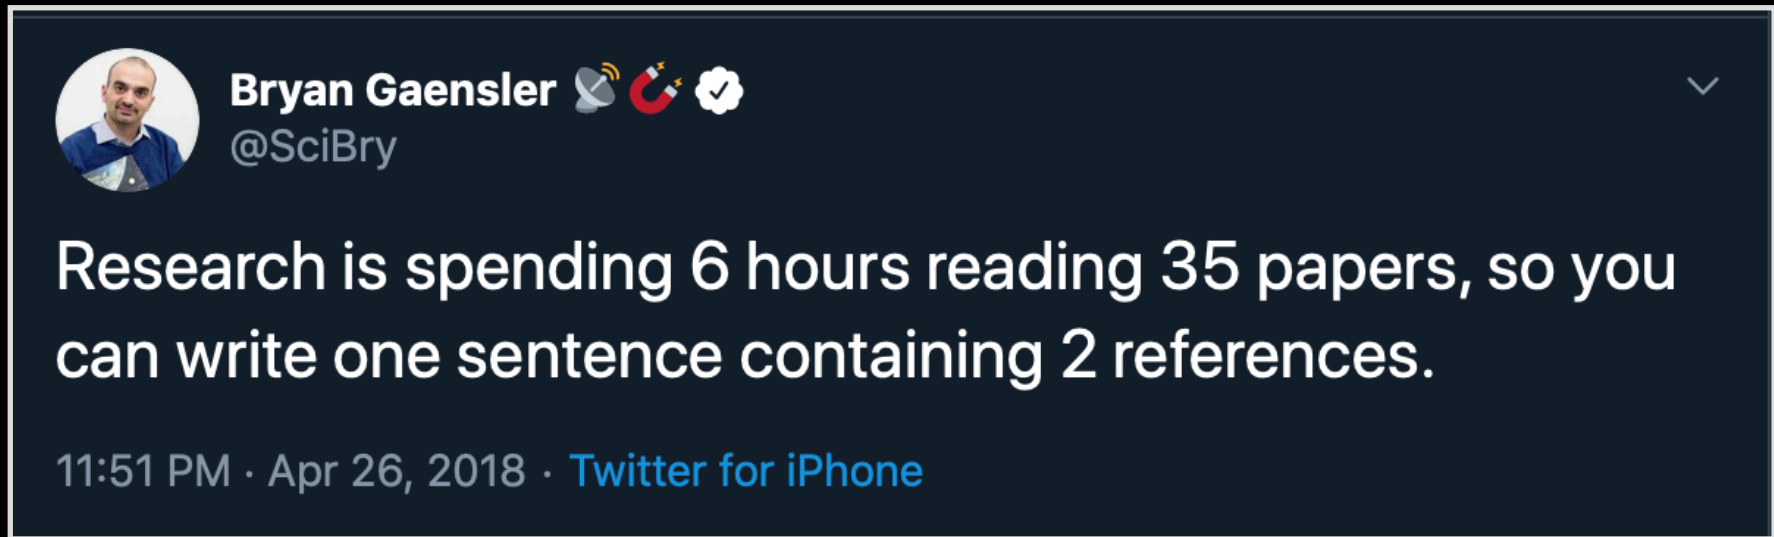 Bryan Gaensler
@SciBry
Research is spending 6 hours reading 35 papers, so you
can write one sentence containing 2 references.
11:51 PM · Apr 26, 2018 · Twitter for iPhone